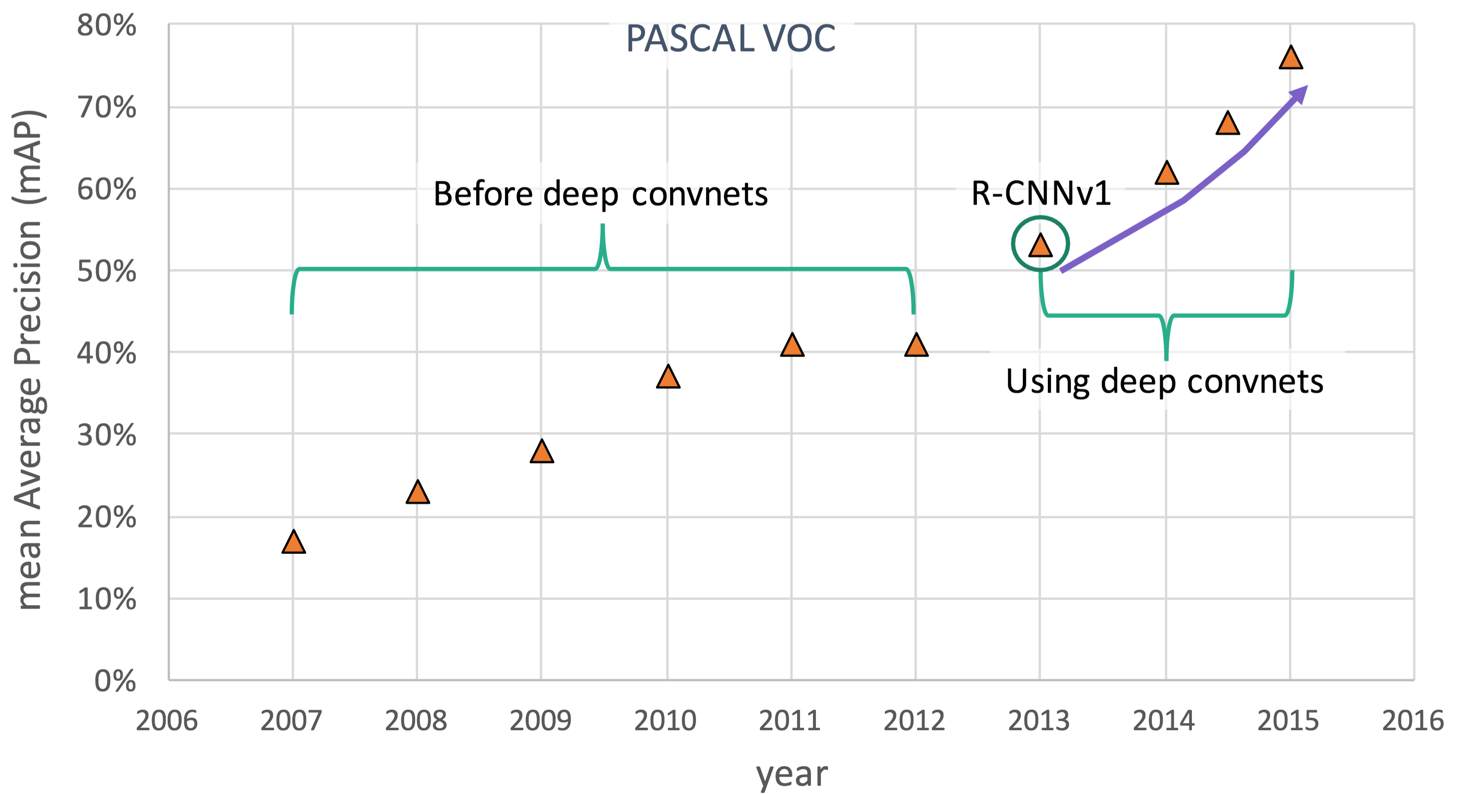 PASCAL VOC
80%
70%
60%
50%
40%
30%
20%
10%
0%
mean Average Precision (mAP)
Before deep convnets
R-CNNv1
Using deep convnets
2006 2007 2008 2009 2010 2011 2012 2013 2014 2015 2016
year